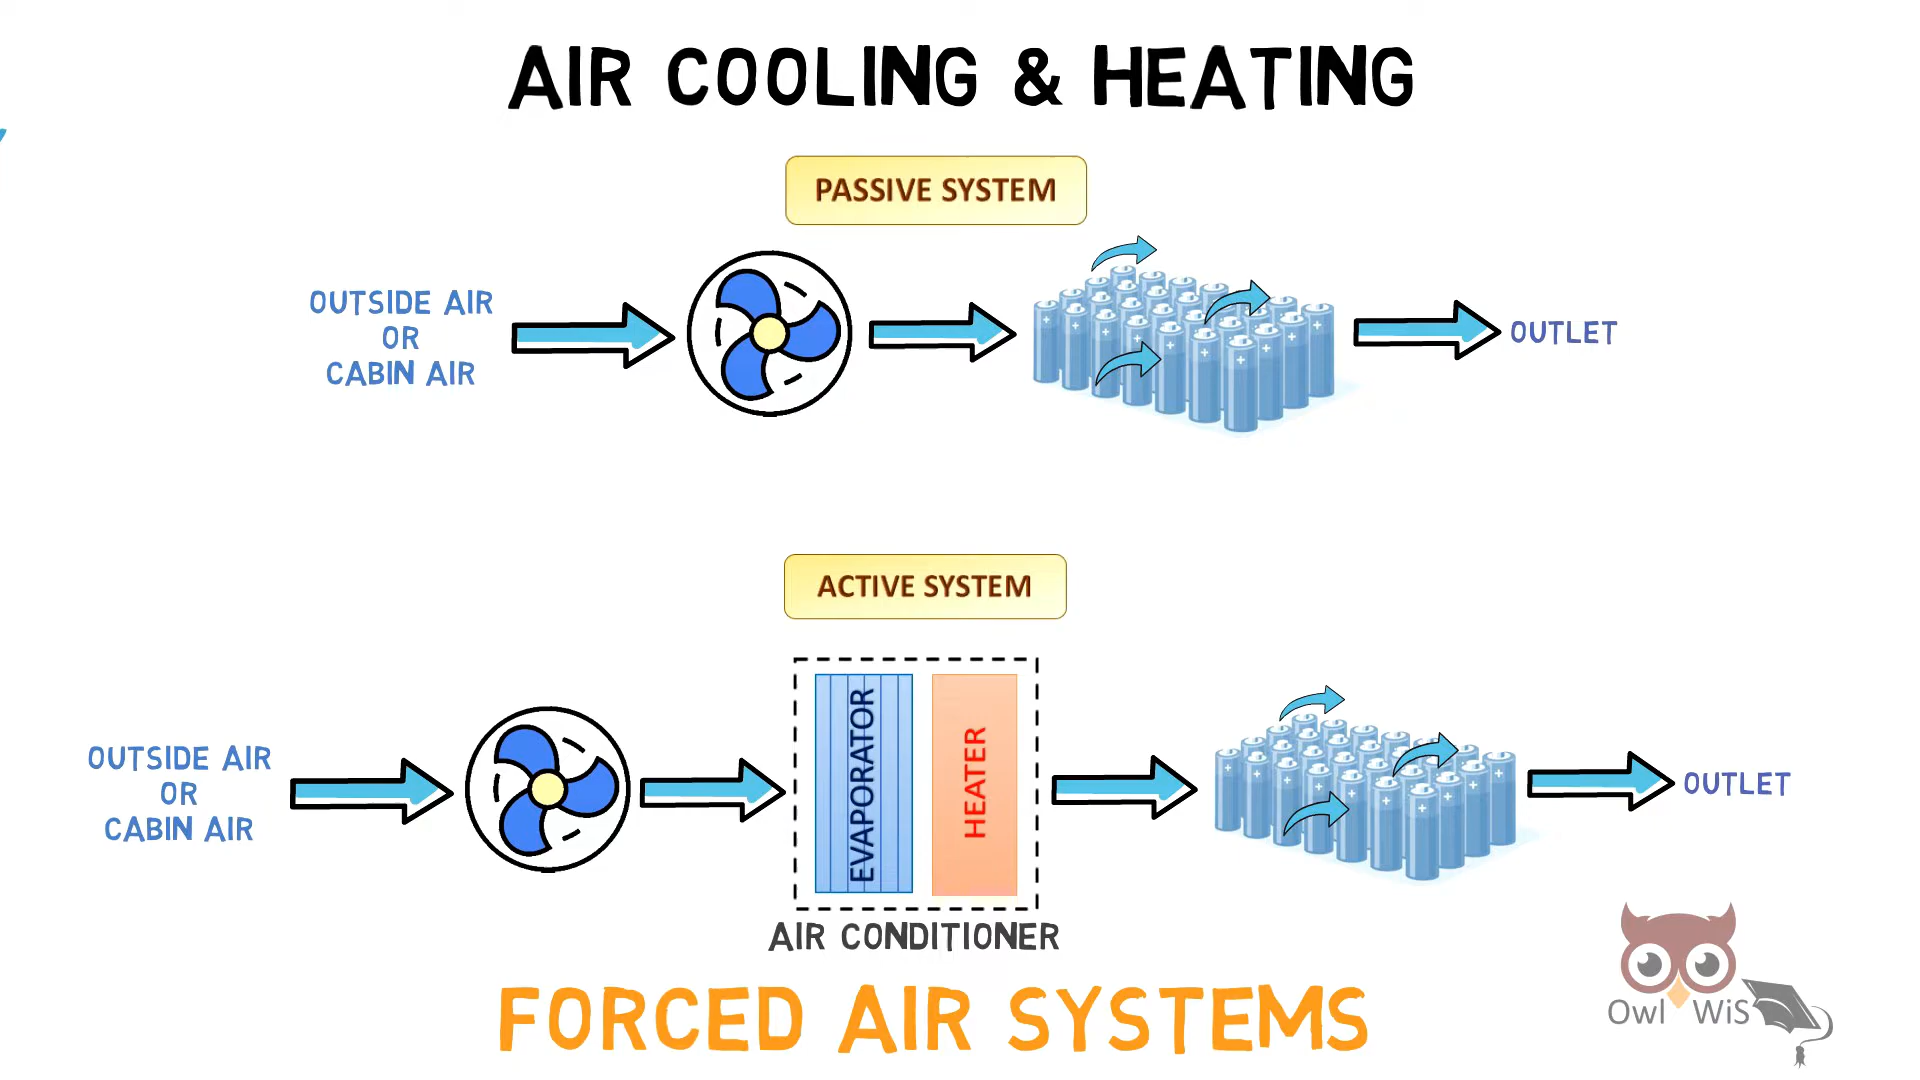 AIR COOLING & HEATING
PASSIVE SYSTEM
OUTSIDE AIR
OR
CABIN AIR
OUTLET
ACTIVE SYSTEM
OUTSIDE AIR
OR
CABIN AIR
EVAPORATOR
HEATER
OUTLET
AIR CONDITIONER
FORCED AIR SYSTEMS
Owl WiS